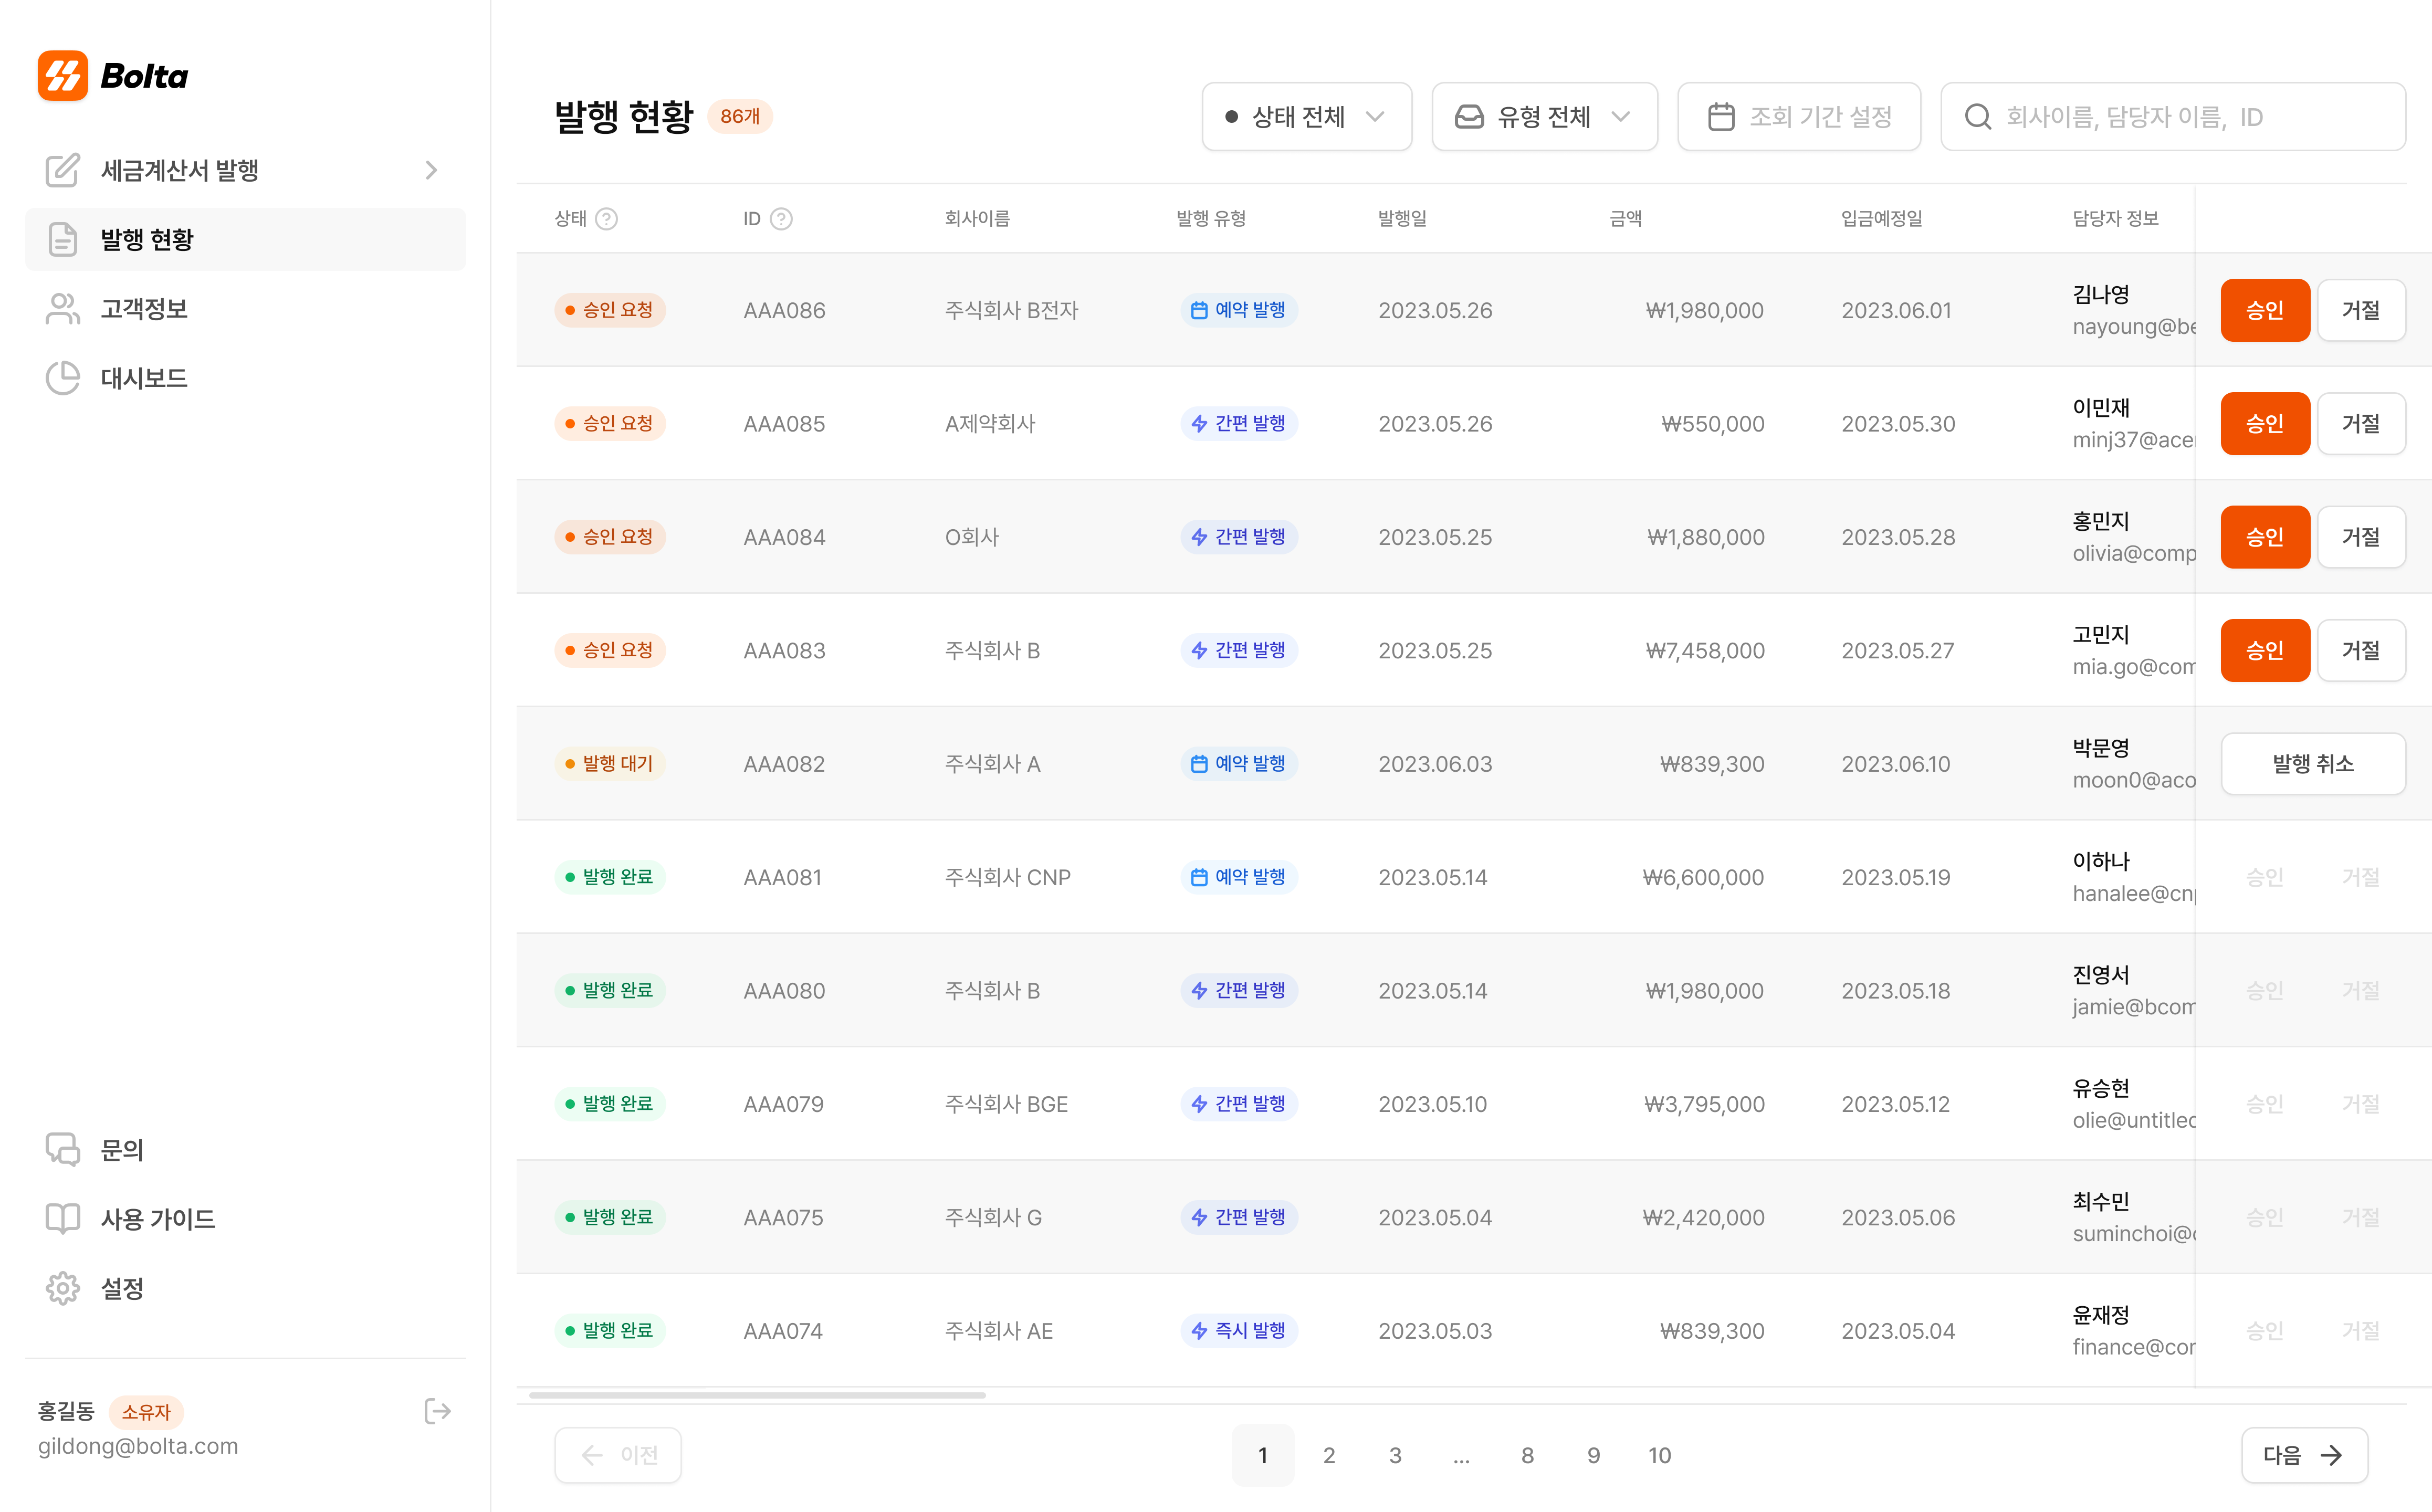 Bolta
세금계산서 발행
발행 현황
고객정보
대시보드
문의
사용 가이드
설정
홍길동 소유자
gildong@bolta.com
발행 현황 86개
상태 전체 유형 전체 조회 기간 설정 회사이름, 담당자 이름, ID
상태 ID 회사이름 발행 유형 발행일 금액 입금예정일 담당자 정보
승인 요청 AAA086 주식회사 B전자 예약 발행 2023.05.26 ₩1,980,000 2023.06.01 김나영 승인 거절
nayoung@be
승인 요청 AAA085 A제약회사 간편 발행 2023.05.26 ₩550,000 2023.05.30 이민재 승인 거절
minj37@ace
승인 요청 AAA084 O회사 간편 발행 2023.05.25 ₩1,880,000 2023.05.28 홍민지 승인 거절
olivia@comp
승인 요청 AAA083 주식회사 B 간편 발행 2023.05.25 ₩7,458,000 2023.05.27 고민지 승인 거절
mia.go@com
발행 대기 AAA082 주식회사 A 예약 발행 2023.06.03 ₩839,300 2023.06.10 박문영 발행 취소
moon0@aco
발행 완료 AAA081 주식회사 CNP 예약 발행 2023.05.14 ₩6,600,000 2023.05.19 이하나 승인 거절
hanalee@cnp
발행 완료 AAA080 주식회사 B 간편 발행 2023.05.14 ₩1,980,000 2023.05.18 진영서 승인 거절
jamie@bcom
발행 완료 AAA079 주식회사 BGE 간편 발행 2023.05.10 ₩3,795,000 2023.05.12 유승현 승인 거절
olie@untitled
발행 완료 AAA075 주식회사 G 간편 발행 2023.05.04 ₩2,420,000 2023.05.06 최수민 승인 거절
suminchoi@c
발행 완료 AAA074 주식회사 AE 즉시 발행 2023.05.03 ₩839,300 2023.05.04 윤재정 승인 거절
finance@cor
이전 1 2 3 ... 8 9 10 다음